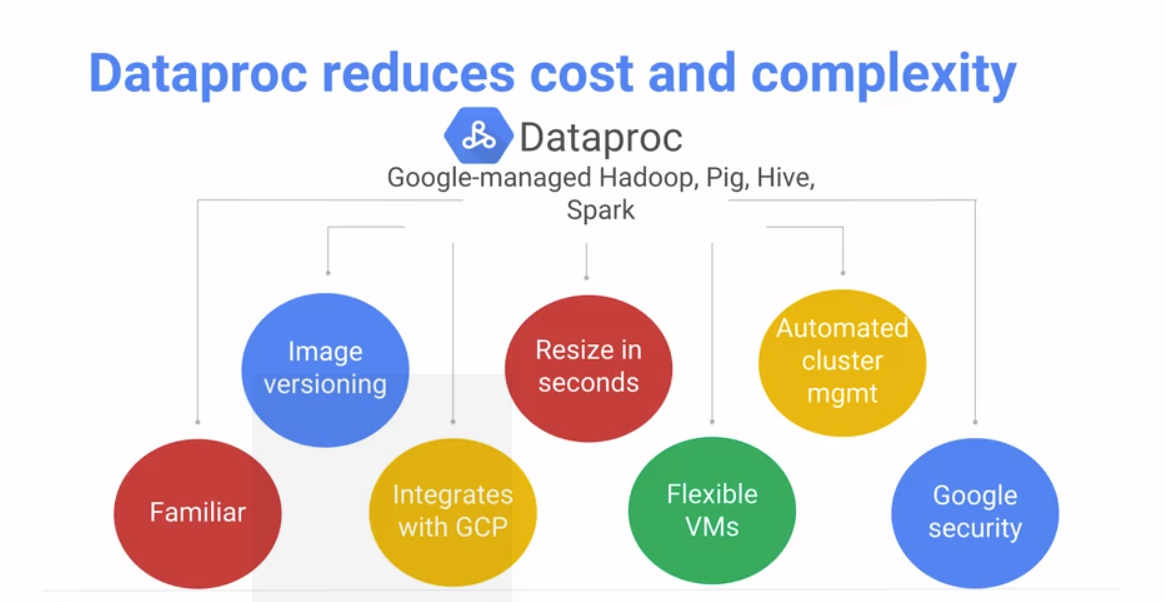 Dataproc reduces cost and complexity
Dataproc
Google-managed Hadoop, Pig, Hive,
Spark
Familiar
Image
versioning
Integrates
with GCP
Resize in
seconds
Flexible
VMs
Automated
cluster
mgmt
Google
security